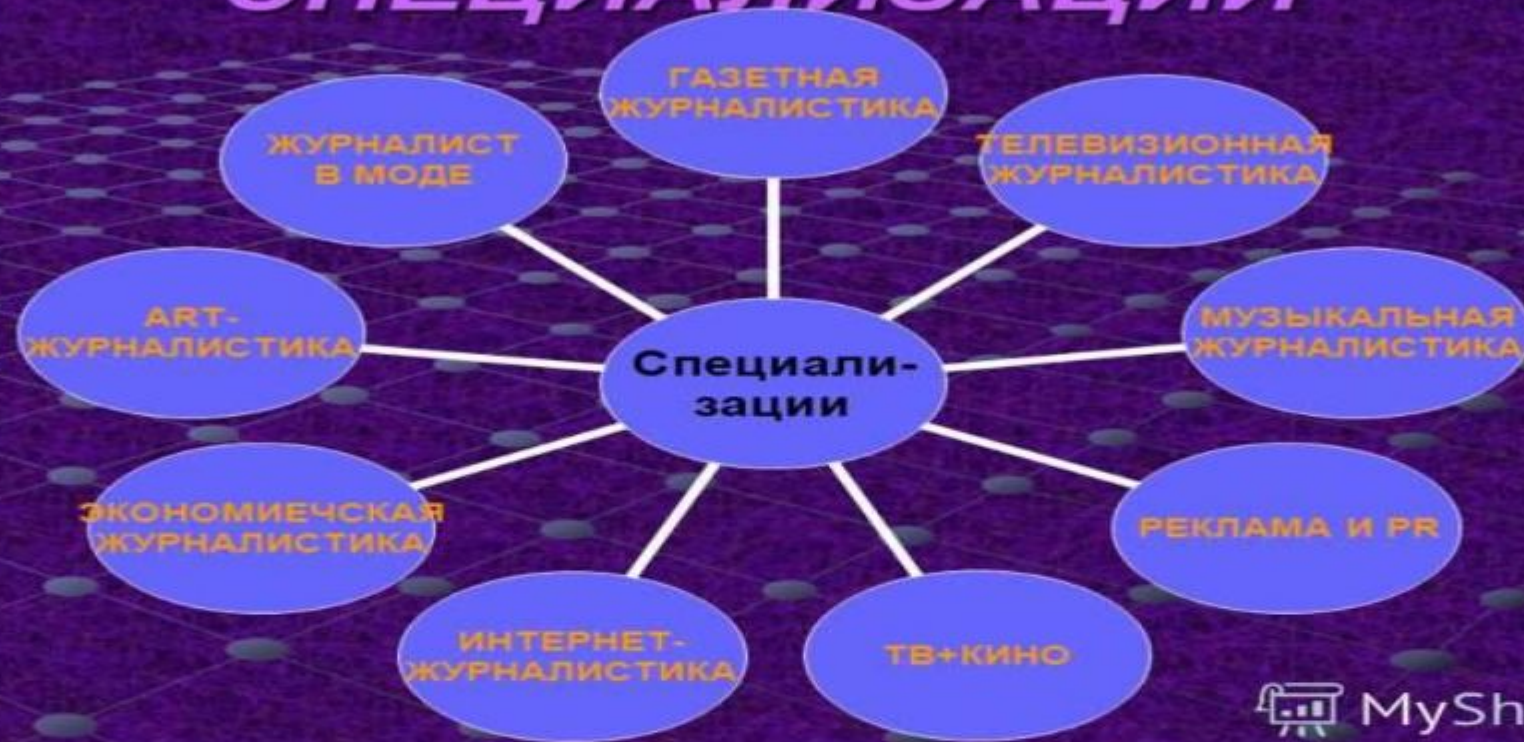 СПЕЦИАЛИЗАЦИИ
ГАЗЕТНАЯ
ЖУРНАЛИСТИКА
ТЕЛЕВИЗИОННАЯ
ЖУРНАЛИСТИКА
МУЗЫКАЛЬНАЯ
ЖУРНАЛИСТИКА
РЕКЛАМА И PR
ТВ+КИНО
ИНТЕРНЕТ-
ЖУРНАЛИСТИКА
ЭКОНОМИЕЧСКАЯ
ЖУРНАЛИСТИКА
ART-
ЖУРНАЛИСТИКА
ЖУРНАЛИСТ
В МОДЕ
Специали-
зации
MySh